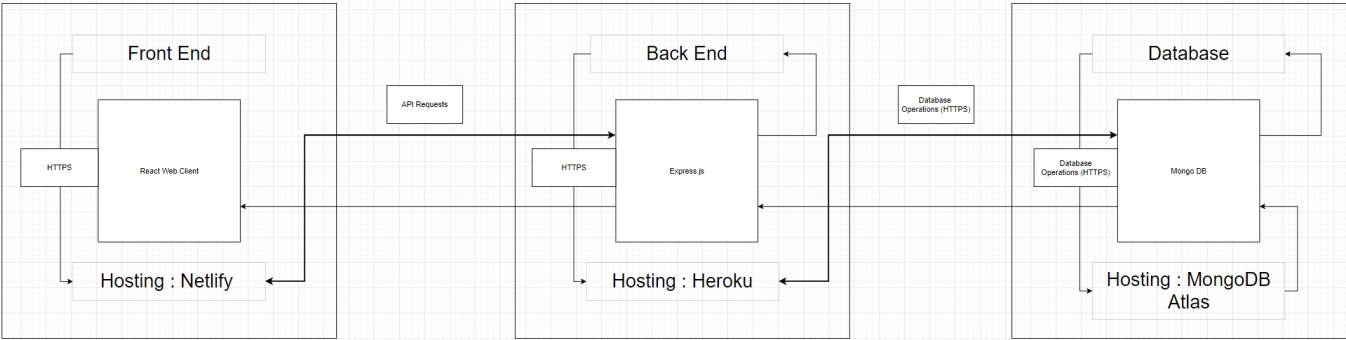 Front End
API Requests
HTTPS
React Web Client
Hosting : Netlify
Back End
Database
Operations (HTTPS)
HTTPS
Express.js
Hosting : Heroku
Database
Database
Operations (HTTPS)
Mongo DB
Hosting : MongoDB
Atlas